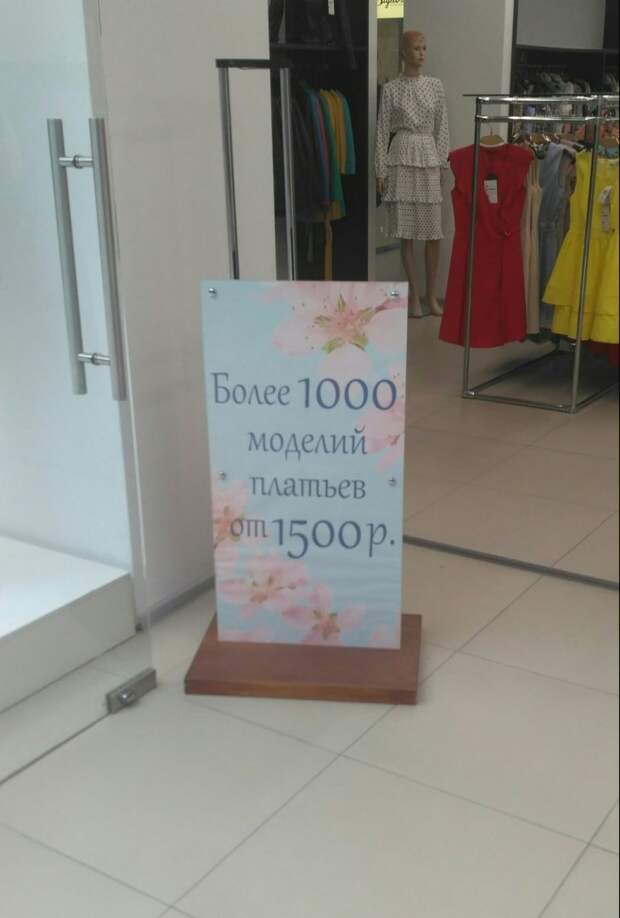 Более 1000
моделий
платьев
от 1500р.